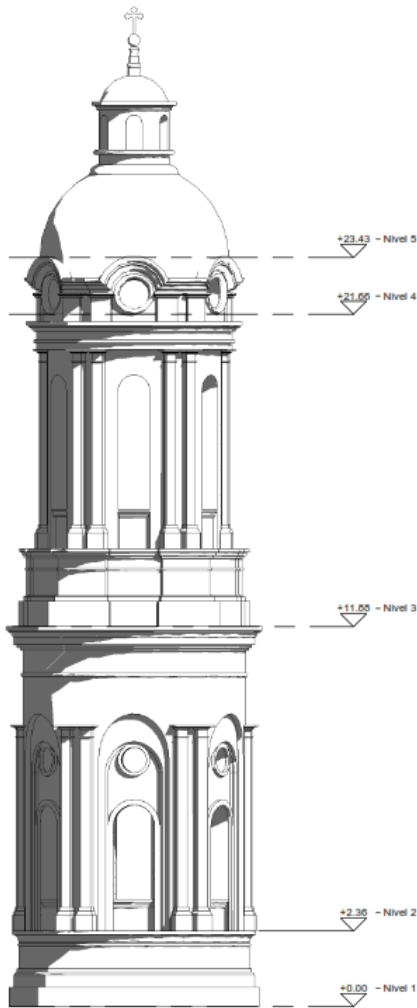 +23.43 - Nivel 5
+21.66 - Nivel 4
+11.88 - Nivel 3
+2.36 - Nivel 2
+0.00 - Nivel 1